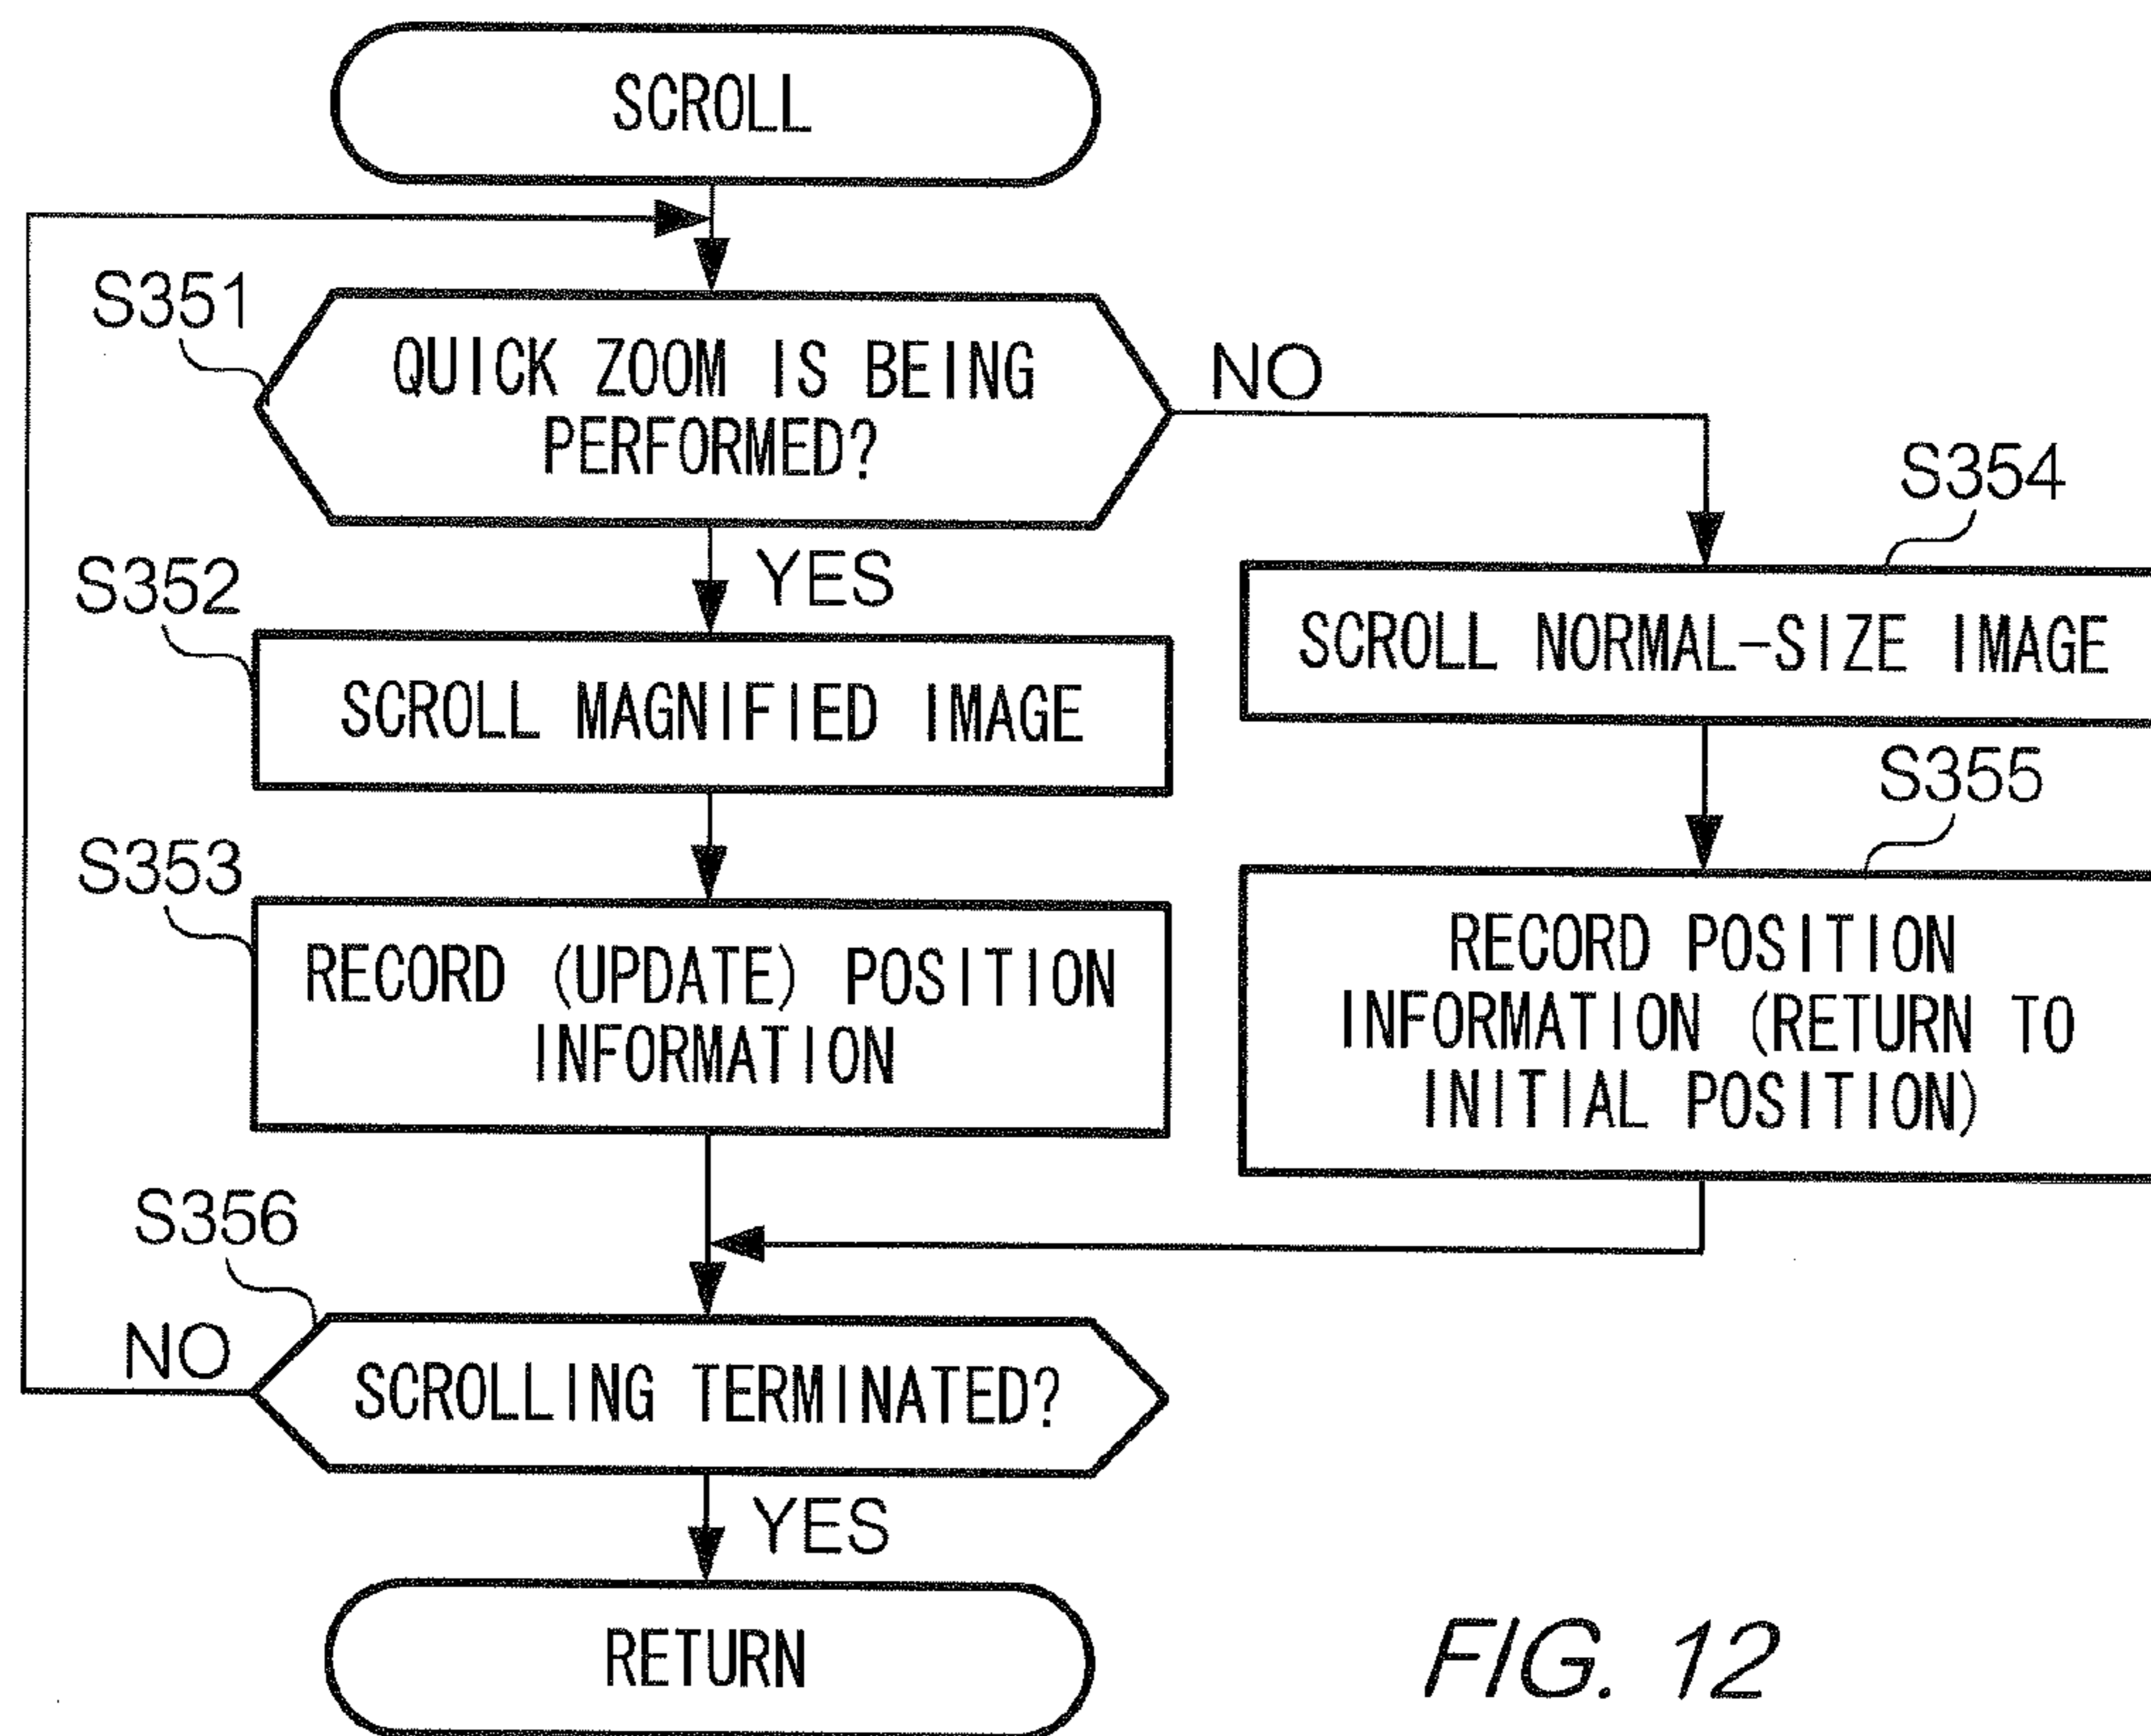 SCROLL
S351
QUICK ZOOM IS BEING
PERFORMED?
NO
YES
S352
SCROLL MAGNIFIED IMAGE
S353
RECORD (UPDATE) POSITION
INFORMATION
S354
SCROLL NORMAL-SIZE IMAGE
S355
RECORD POSITION
INFORMATION (RETURN TO
INITIAL POSITION)
S356
NO
SCROLLING TERMINATED?
YES
RETURN
FIG. 12